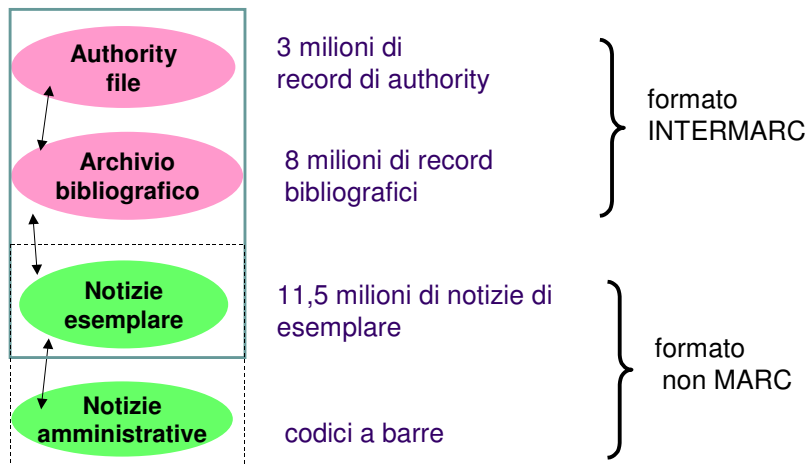 Authority
file
3 milioni di
record di authority
formato
INTERMARC
Archivio
bibliografico
8 milioni di record
bibliografici
Notizie
esemplare
11,5 milioni di notizie di
esemplare
formato
non MARC
Notizie
amministrative
codici a barre